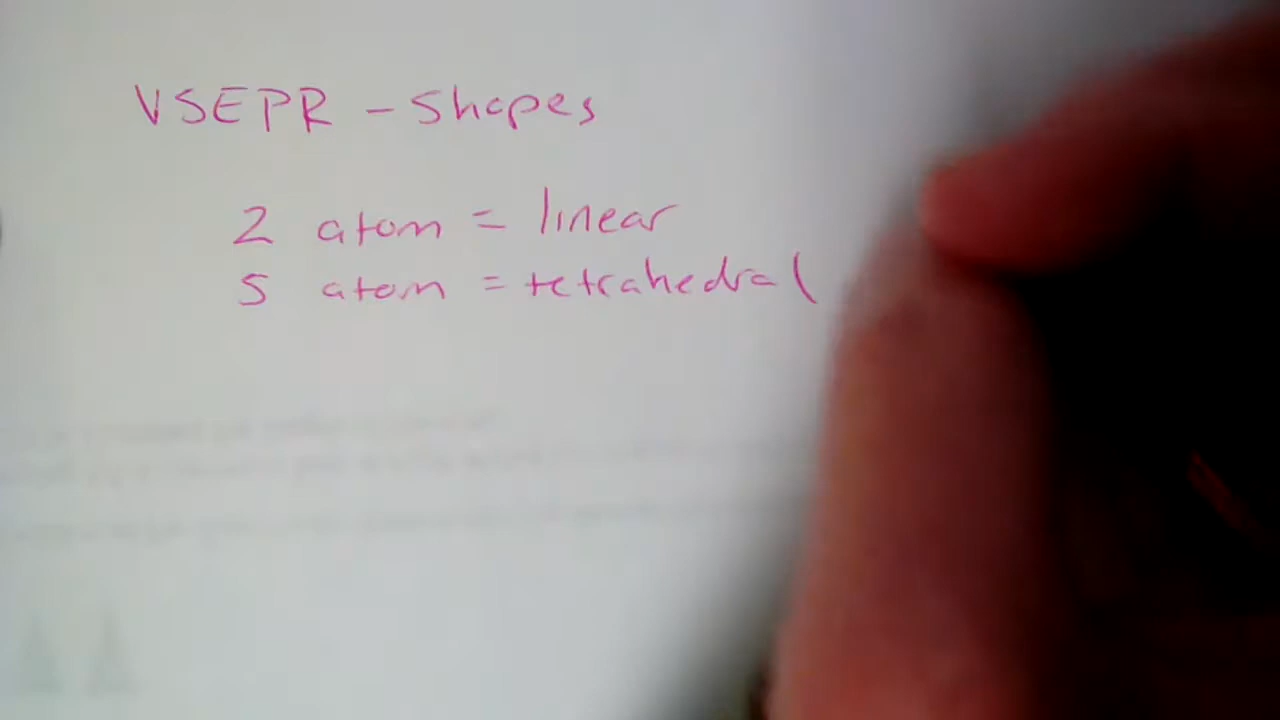 VSEPR - Shapes
2 atom = linear
5 atom = tetrahedral